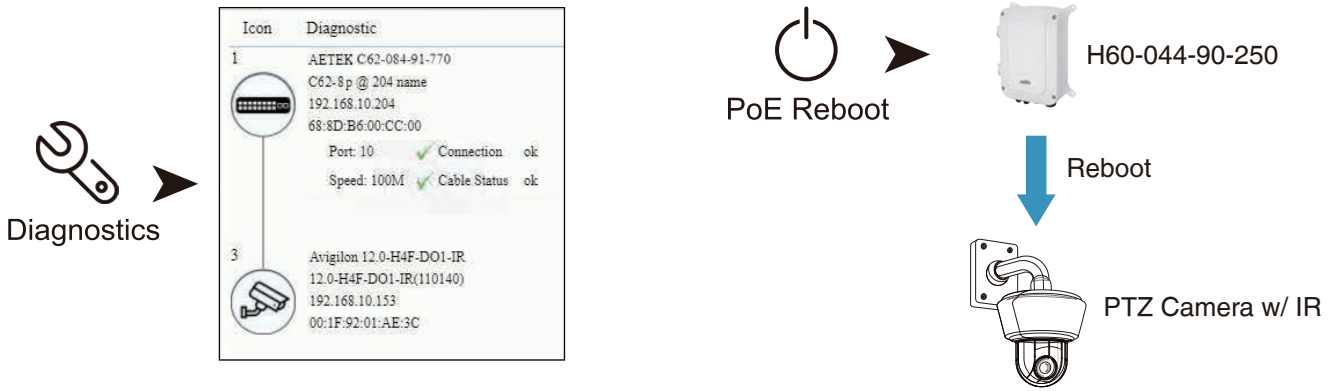 Diagnostics
Icon Diagnostic
1 AETEK C62-084-91-770
C62-8p @ 204 name
192.168.10.204
68:8D:B6:00:CC:00
Port: 10 Connection ok
Speed: 100M Cable Status ok
3 Avigilon 12.0-H4F-DO1-IR
12.0-H4F-DO1-IR(110140)
192.168.10.153
00:1F:92:01:AE:3C
PoE Reboot
H60-044-90-250
Reboot
PTZ Camera w/ IR